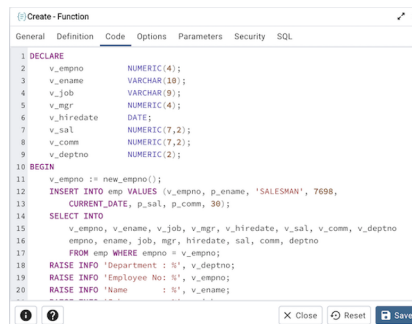 Create - Function
General Definition Code Options Parameters Security SQL
1 DECLARE
2 v_empno NUMERIC(4);
3 v_ename VARCHAR(10);
4 v_job VARCHAR(9);
5 v_mgr NUMERIC(4);
6 v_hiredate DATE;
7 v_sal NUMERIC(7,2);
8 v_comm NUMERIC(7,2);
9 v_deptno NUMERIC(2);
10 BEGIN
11 v_empno := new_empno();
12 INSERT INTO emp VALUES (v_empno, p_ename, 'SALESMAN', 7698,
13 CURRENT_DATE, p_sal, p_comm, 30);
14 SELECT INTO
15 v_empno, v_ename, v_job, v_mgr, v_hiredate, v_sal, v_comm, v_deptno
16 empno, ename, job, mgr, hiredate, sal, comm, deptno
17 FROM emp WHERE empno = v_empno;
18 RAISE INFO 'Department : %', v_deptno;
19 RAISE INFO 'Employee No: %', v_empno;
20 RAISE INFO 'Name : %', v_ename;
Close Reset Save